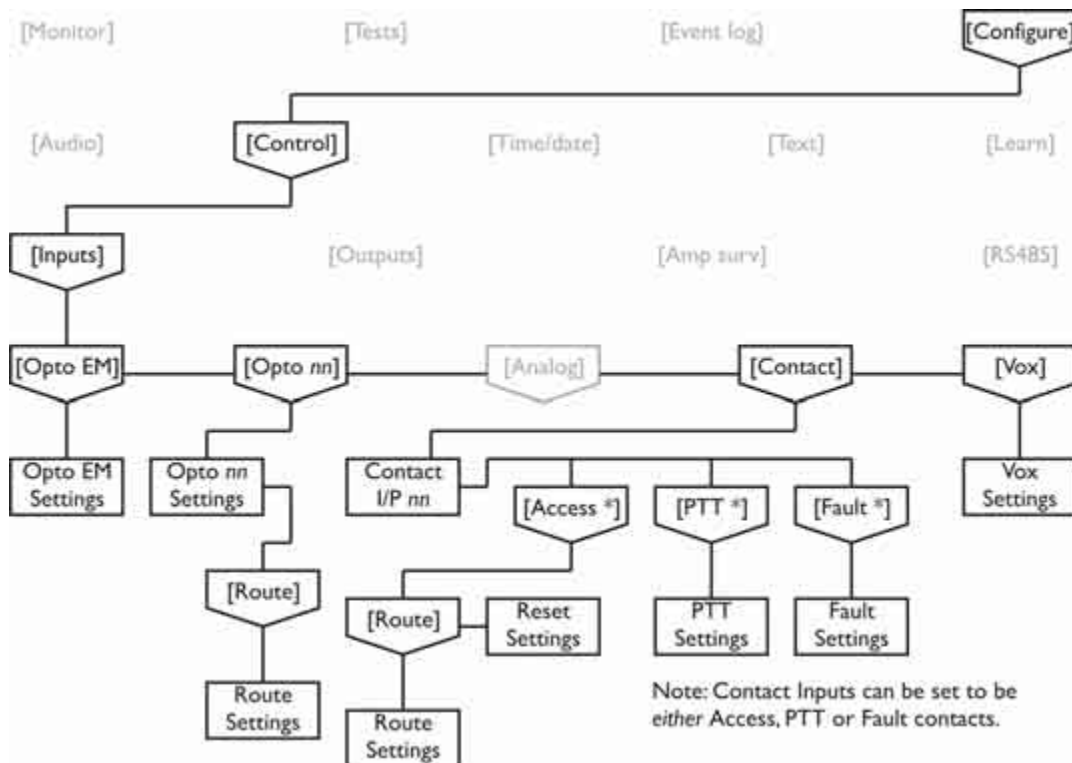 [Monitor] [Tests] [Event log] [Configure]
[Audio] [Control] [Time/date] [Text] [Learn]
[Inputs] [Outputs] [Amp surv] [RS485]
[Opto EM] [Opto nn] [Analog] [Contact] [Vox]
Opto EM Settings
Opto nn Settings
Contact I/P nn
Vox Settings
[Access *] [PTT *] [Fault *]
[Route]
[Route]
Reset Settings
PTT Settings
Fault Settings
Route Settings
Route Settings
Note: Contact Inputs can be set to be
either Access, PTT or Fault contacts.